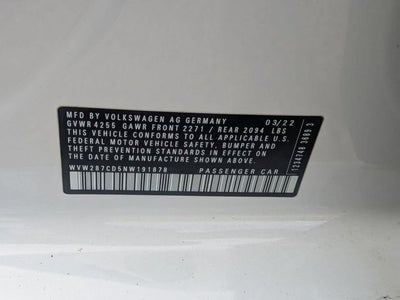 MFD BY VOLKSWAGEN AG GERMANY 03/22
GVWR 4255 GAWR FRONT 2271 / REAR 2094 LBS
THIS VEHICLE CONFORMS TO ALL APPLICABLE U.S.
FEDERAL MOTOR VEHICLE SAFETY, BUMPER AND
THEFT PREVENTION STANDARDS IN EFFECT ON
THE DATE OF MANUFACTURE SHOWN ABOVE
WVW287CD5NW191878 PASSENGER CAR